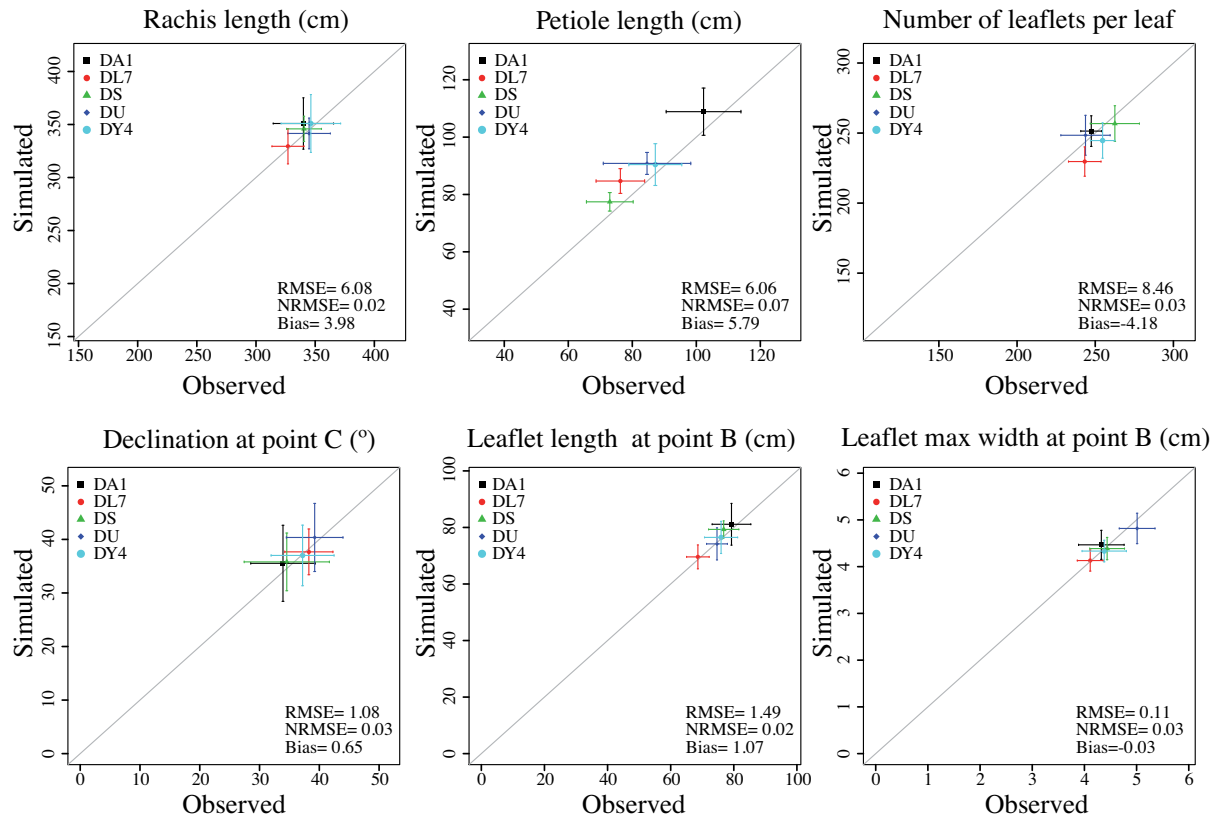 Rachis length (cm)
DA1
DL7
DS
DU
DY4
Simulated
150
200
250
300
350
400
150
200
250
300
350
400
Observed
RMSE= 6.08
NRMSE= 0.02
Bias= 3.98
Petiole length (cm)
DA1
DL7
DS
DU
DY4
Simulated
40
60
80
100
120
40
60
80
100
120
Observed
RMSE= 6.06
NRMSE= 0.07
Bias= 5.79
Number of leaflets per leaf
DA1
DL7
DS
DU
DY4
Simulated
150
200
250
300
150
200
250
300
Observed
RMSE= 8.46
NRMSE= 0.03
Bias=-4.18
Declination at point C (º)
DA1
DL7
DS
DU
DY4
Simulated
0
10
20
30
40
50
0
10
20
30
40
50
Observed
RMSE= 1.08
NRMSE= 0.03
Bias= 0.65
Leaflet length at point B (cm)
DA1
DL7
DS
DU
DY4
Simulated
0
20
40
60
80
100
0
20
40
60
80
100
Observed
RMSE= 1.49
NRMSE= 0.02
Bias= 1.07
Leaflet max width at point B (cm)
DA1
DL7
DS
DU
DY4
Simulated
0
1
2
3
4
5
6
0
1
2
3
4
5
6
Observed
RMSE= 0.11
NRMSE= 0.03
Bias=-0.03